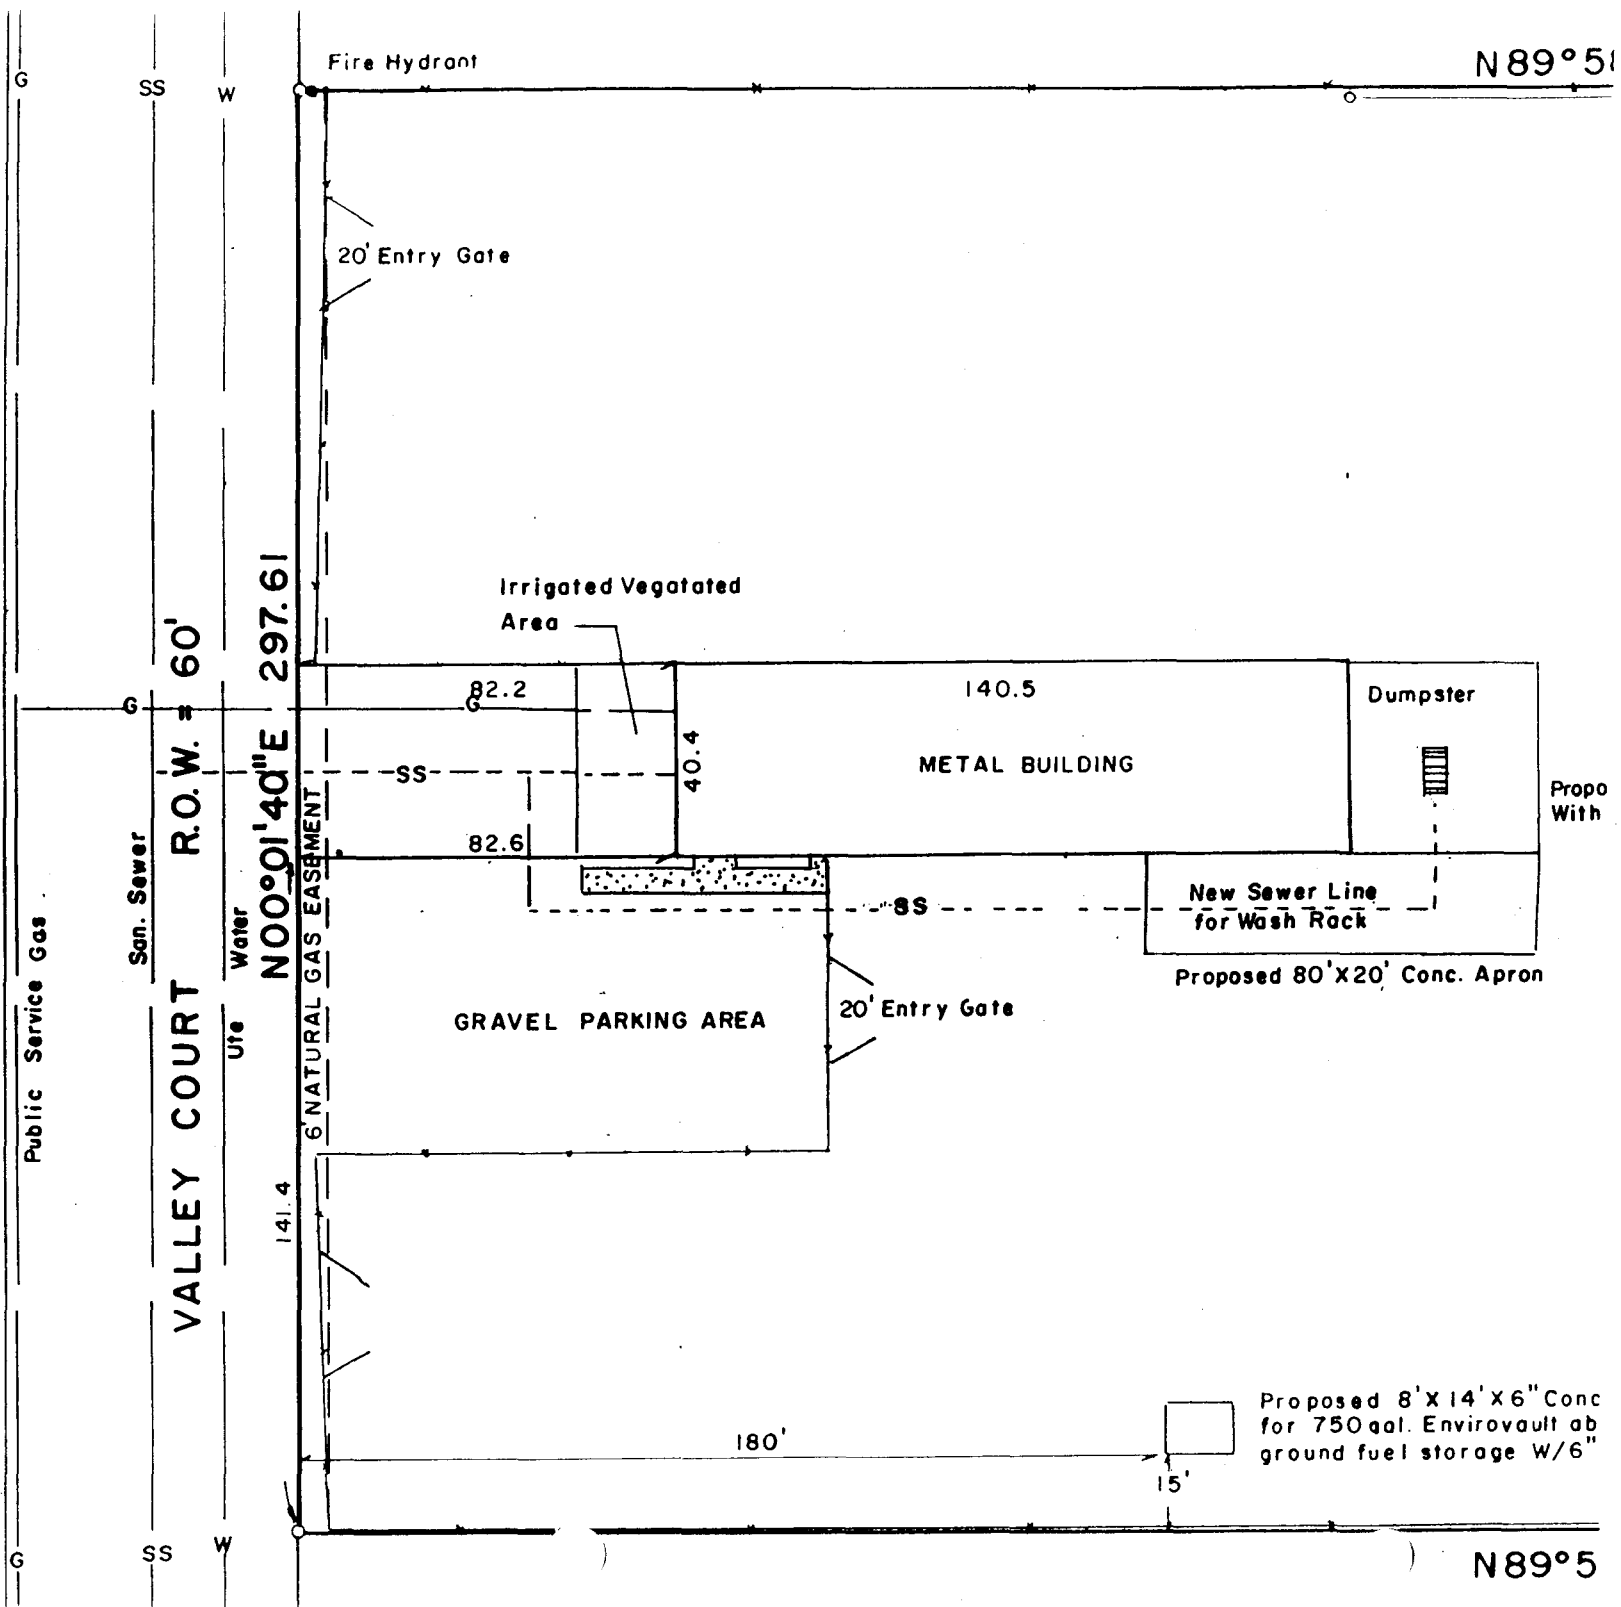 Fire Hydrant
N89°5
G
SS
W
20' Entry Gate
Irrigated Vegatated
Area
82.2
G
G
140.5
Dumpster
40.4
METAL BUILDING
SS
Propo
With
82.6
New Sewer Line
for Wash Rack
SS
Proposed 80'X20' Conc. Apron
20' Entry Gate
GRAVEL PARKING AREA
Public Service Gas
San. Sewer
VALLEY COURT R.O.W. = 60'
Ute Water
N00°01'40"E 297.61
6' NATURAL GAS EASEMENT
141.4
Proposed 8'X14'X6" Conc
for 750 gal. Envirovault ab
ground fuel storage W/6"
180'
15'
G
SS
W
N89°5